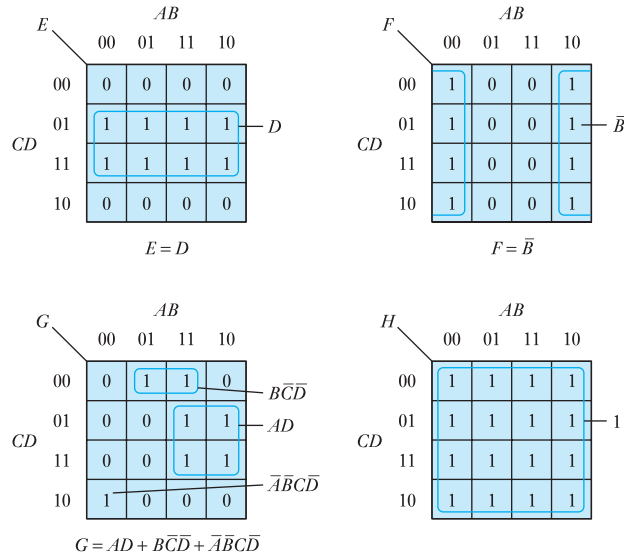 AB
E
00 01 11 10
00 0 0 0 0
01 1 1 1 1 D
CD
11 1 1 1 1
10 0 0 0 0
E = D
AB
F
00 01 11 10
00 1 0 0 1
01 1 0 0 1 B̅
CD
11 1 0 0 1
10 1 0 0 1
F = B̅
AB
G
00 01 11 10
00 0 1 1 0
BC̅D̅
01 0 0 1 1 AD
CD
11 0 0 1 1
A̅B̅CD̅
10 1 0 0 0
G = AD + BC̅D̅ + A̅B̅CD̅
AB
H
00 01 11 10
00 1 1 1 1
01 1 1 1 1 1
CD
11 1 1 1 1
10 1 1 1 1